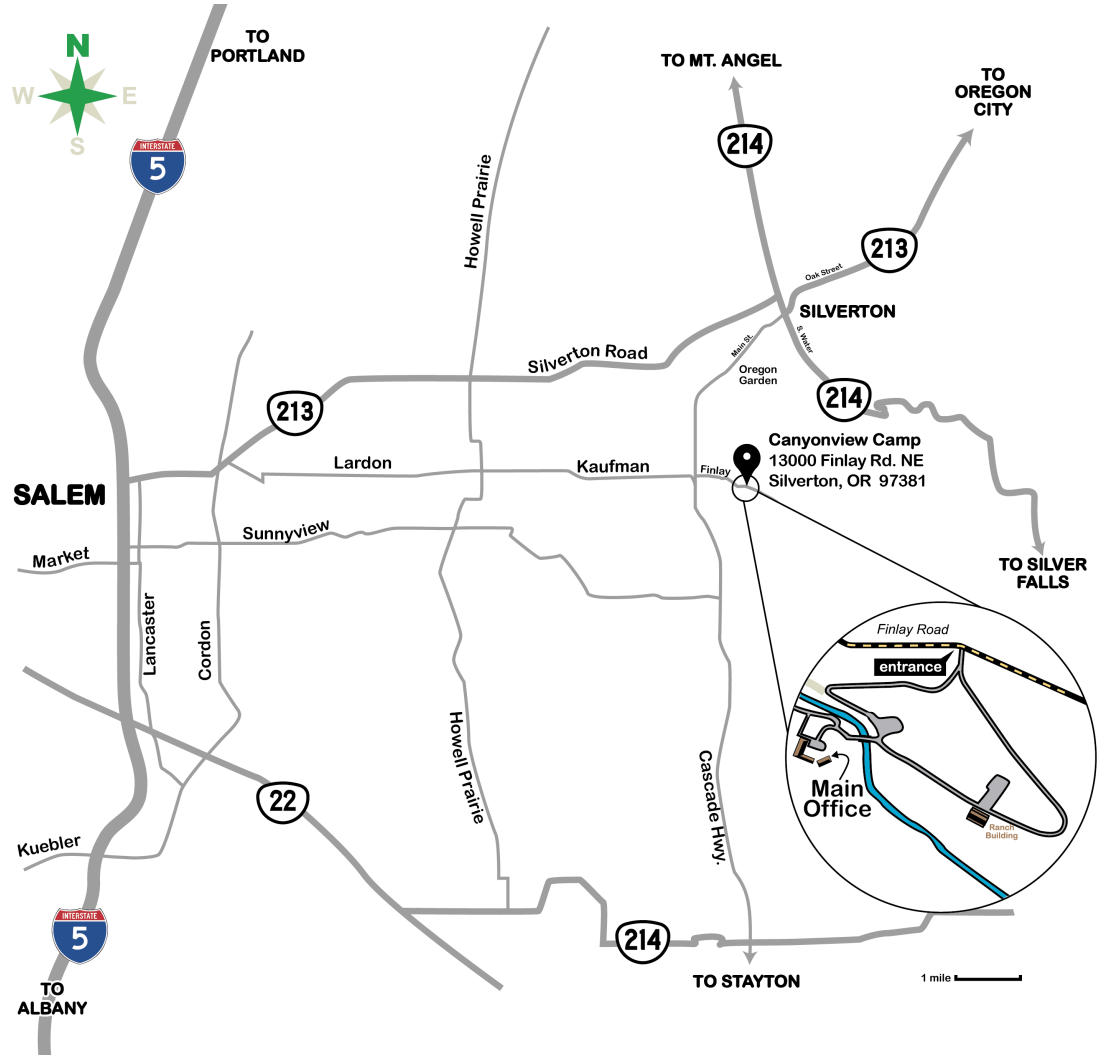 N
W
E
S
TO
PORTLAND
INTERSTATE
5
TO MT. ANGEL
TO
OREGON
CITY
214
213
Howell Prairie
Oak Street
SILVERTON
S. Water
Main St.
Oregon
Garden
Silverton Road
213
214
Canyonview Camp
13000 Finlay Rd. NE
Silverton, OR 97381
Lardon
Kaufman
Finlay
SALEM
Sunnyview
Market
TO SILVER
FALLS
Lancaster
Cordon
Finlay Road
entrance
Main
Office
Ranch
Building
Howell Prairie
Cascade Hwy.
22
Kuebler
INTERSTATE
5
214
TO
ALBANY
TO STAYTON
1 mile